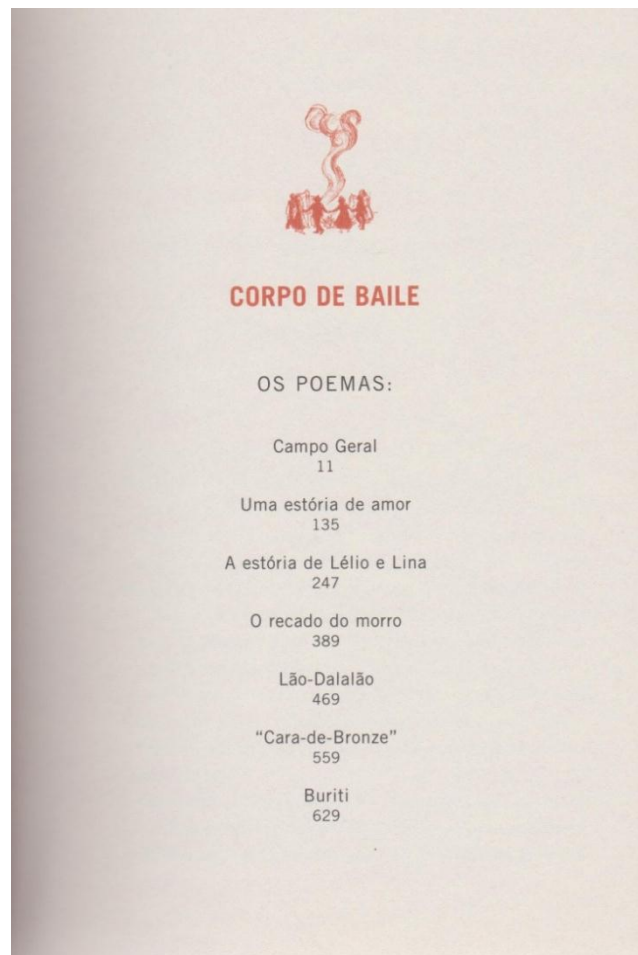 CORPO DE BAILE
OS POEMAS:
Campo Geral
11
Uma estória de amor
135
A estória de Lélio e Lina
247
O recado do morro
389
Lão-Dalalão
469
“Cara-de-Bronze”
559
Buriti
629